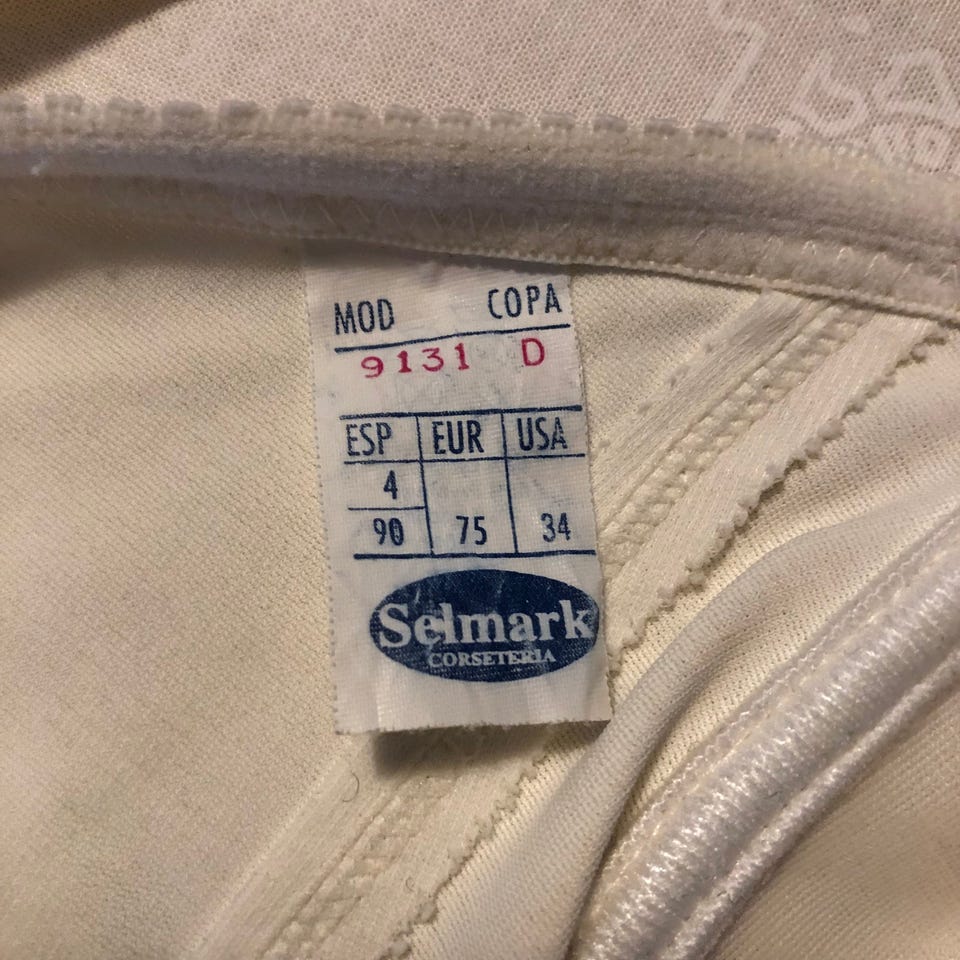 MOD COPA
9131 D
ESP EUR USA
4
90 75 34
Selmark
CORSETERIA